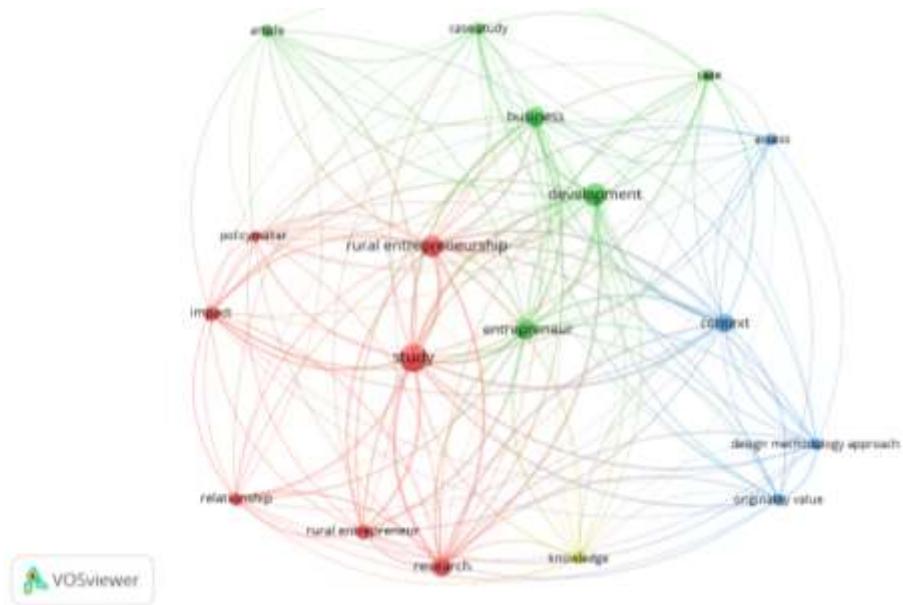 article
case study
case
business
access
development
policymaker
rural entrepreneurship
impact
entrepreneur
context
study
design methodology approach
relationship
originality value
rural entrepreneur
knowledge
research
VOSviewer